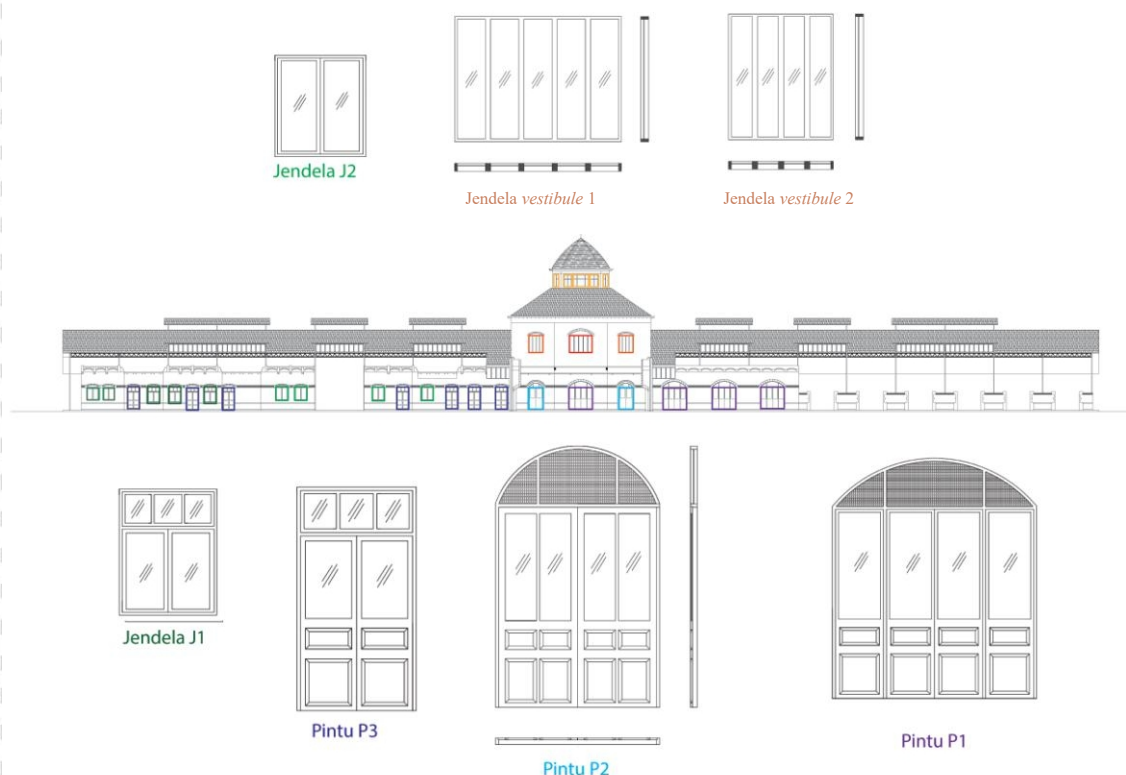 Jendela J2
Jendela vestibule 1
Jendela vestibule 2
Jendela J1
Pintu P3
Pintu P2
Pintu P1